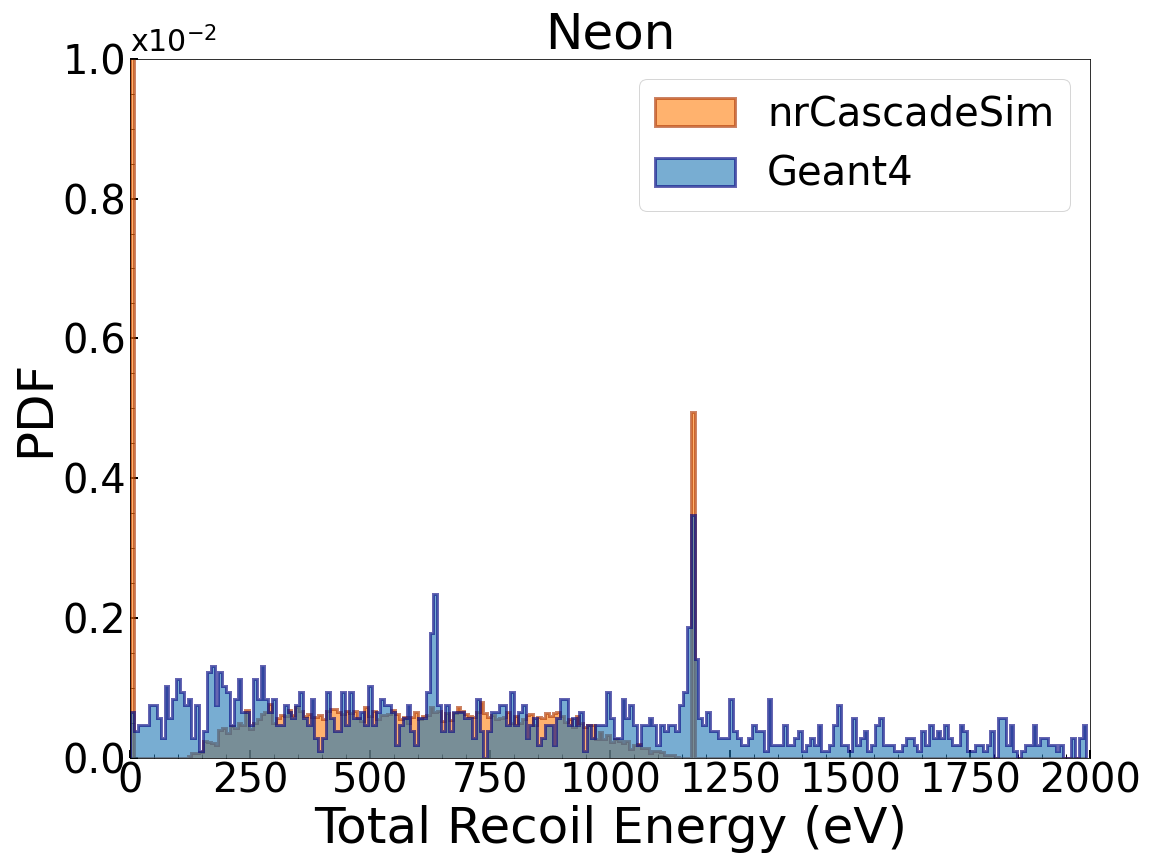 Neon
x10⁻²
nrCascadeSim
Geant4
1.0
0.8
0.6
0.4
0.2
0.0
PDF
0 250 500 750 1000 1250 1500 1750 2000
Total Recoil Energy (eV)